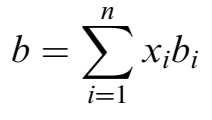 b = \sum_{i=1}^{n} x_i b_i